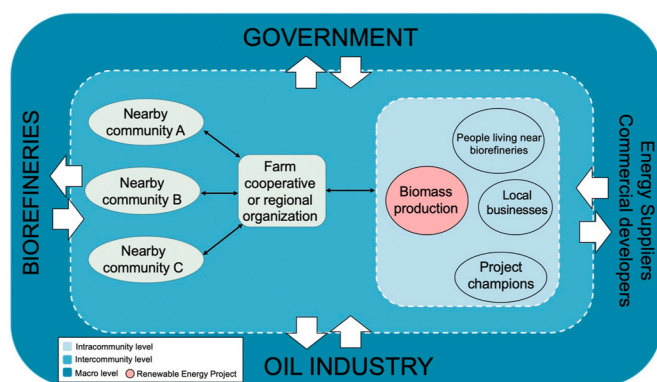 GOVERNMENT
BIOREFINERIES
Nearby
community A
Nearby
community B
Nearby
community C
Farm
cooperative
or regional
organization
Biomass
production
People living near
biorefineries
Local
businesses
Project
champions
Energy Suppliers
Commercial developers
OIL INDUSTRY
Intracommunity level
Intercommunity level
Macro level
Renewable Energy Project